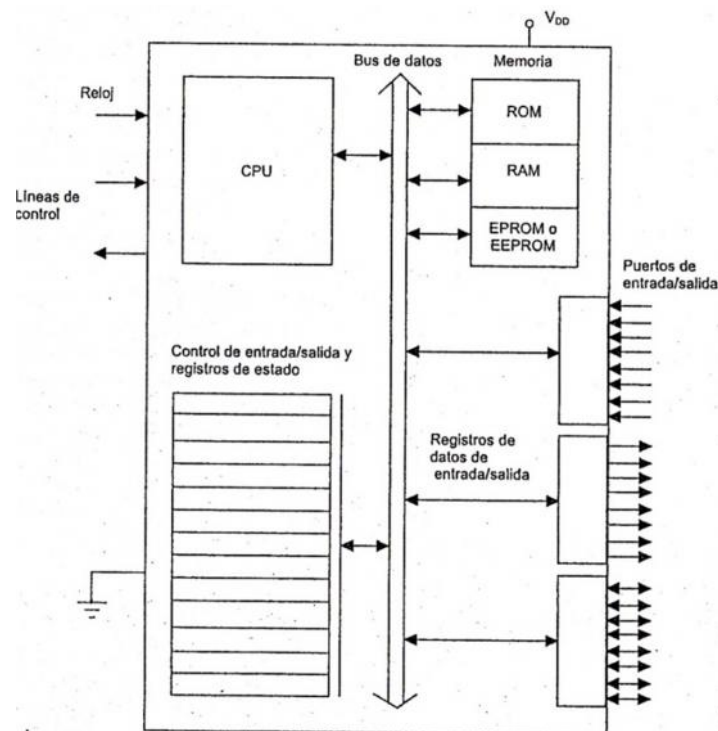 V_DD
Bus de datos
Memoria
Reloj
ROM
CPU
RAM
Líneas de
control
EPROM o
EEPROM
Puertos de
entrada/salida
Control de entrada/salida y
registros de estado
Registros de
datos de
entrada/salida